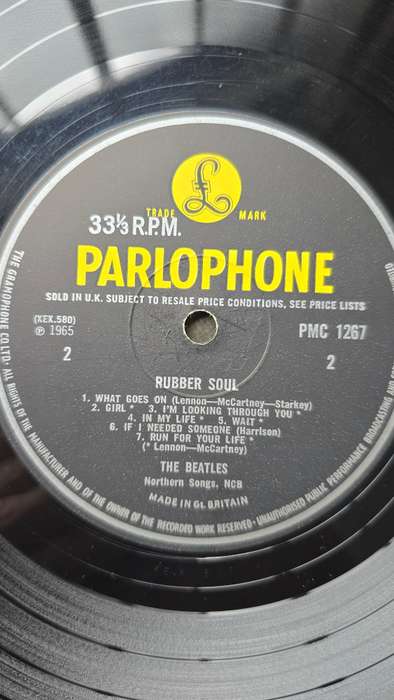 £
TRADE MARK
33⅓ R.P.M.
PARLOPHONE
SOLD IN U.K. SUBJECT TO RESALE PRICE CONDITIONS, SEE PRICE LISTS
(XEX.580)
℗ 1965
PMC 1267
2
2
RUBBER SOUL
1. WHAT GOES ON (Lennon—McCartney—Starkey)
2. GIRL * 3. I'M LOOKING THROUGH YOU *
4. IN MY LIFE * 5. WAIT *
6. IF I NEEDED SOMEONE (Harrison)
7. RUN FOR YOUR LIFE *
(* Lennon—McCartney)
THE BEATLES
Northern Songs, NCB
MADE IN GT. BRITAIN
THE GRAMOPHONE CO. LTD. · ALL RIGHTS OF THE MANUFACTURER AND OF THE OWNER OF THE RECORDED WORK RESERVED · UNAUTHORISED PUBLIC PERFORMANCE BROADCASTING AND